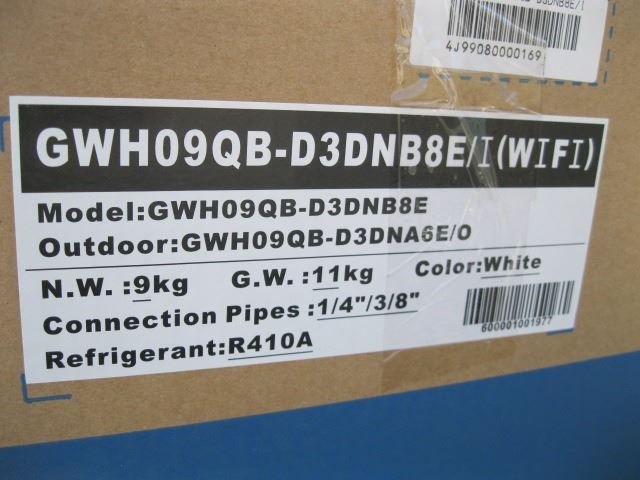 4J99080000169
GWH09QB-D3DNB8E/I(WIFI)
Model:GWH09QB-D3DNB8E
Outdoor:GWH09QB-D3DNA6E/O
N.W. :9kg G.W. :11kg Color:White
Connection Pipes :1/4"/3/8"
600001001977
Refrigerant:R410A